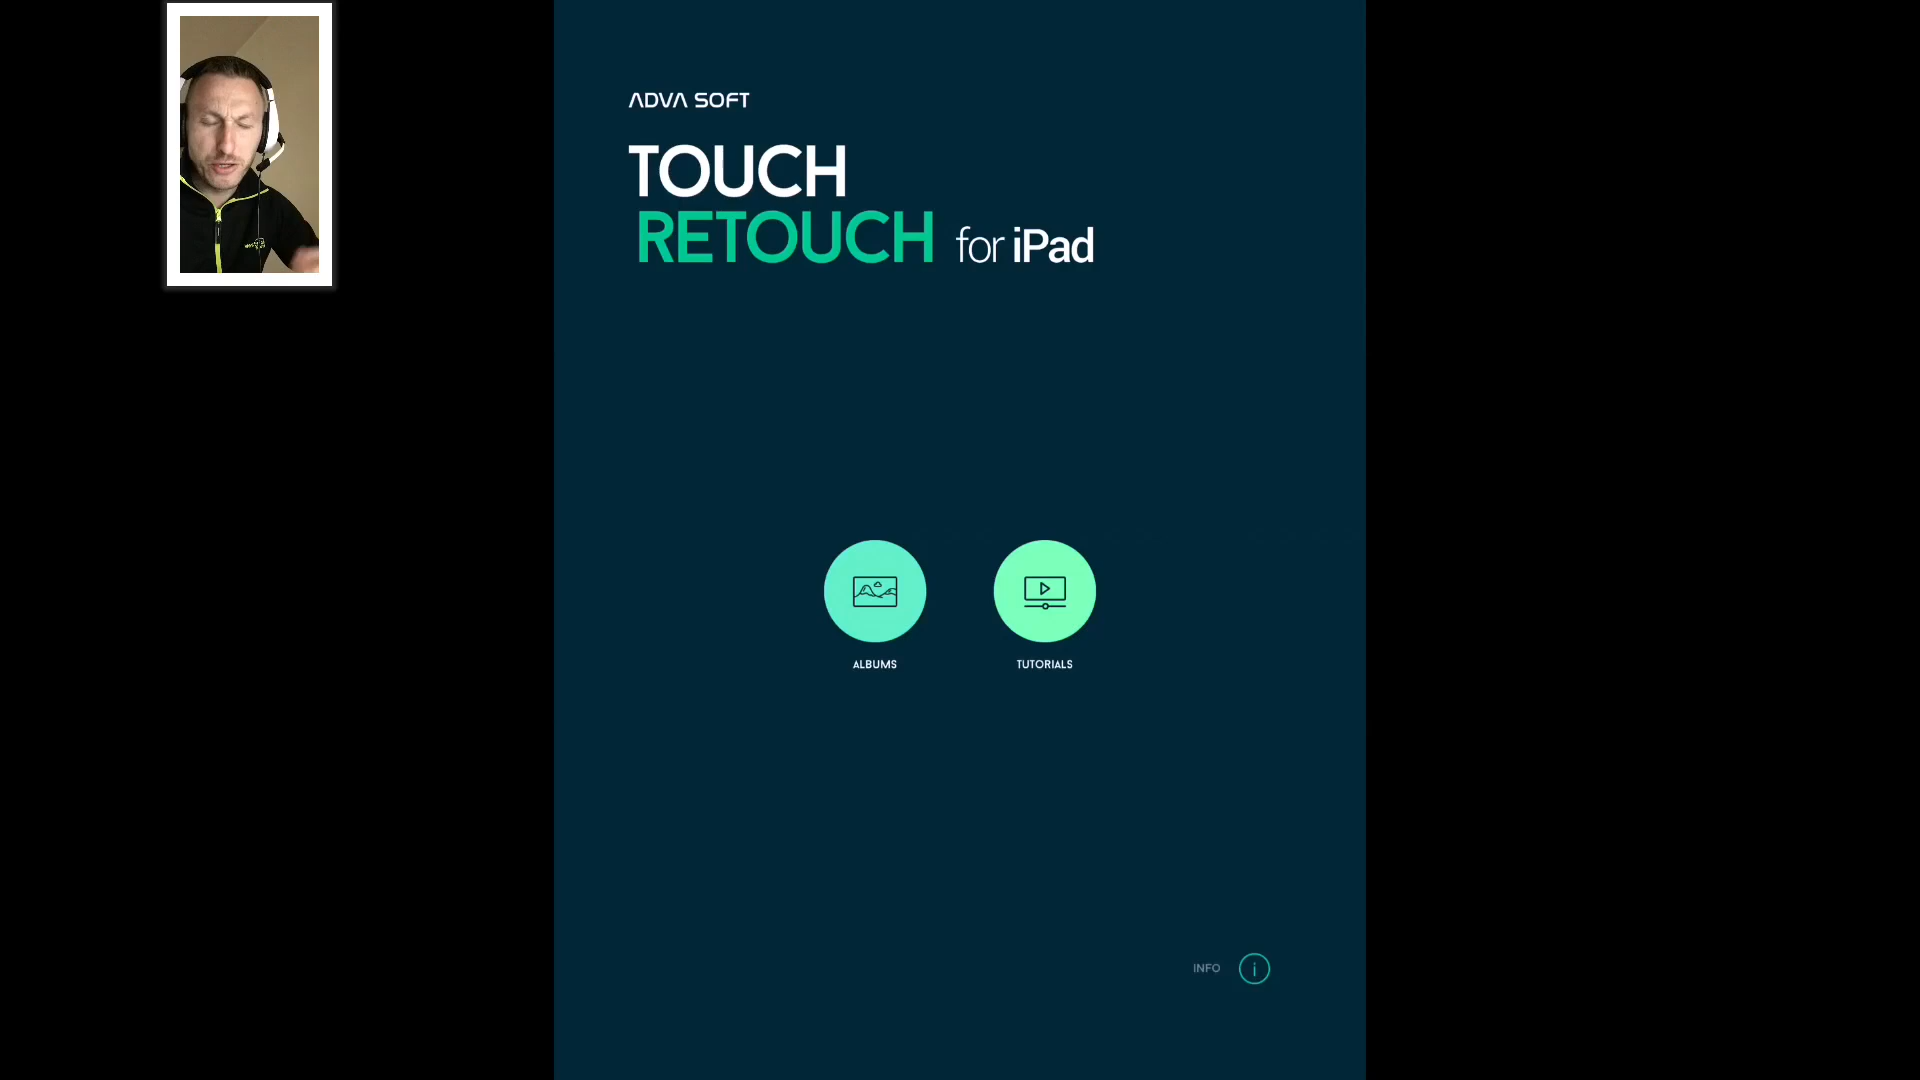 ADVA SOFT
TOUCH
RETOUCH for iPad
ALBUMS
TUTORIALS
INFO